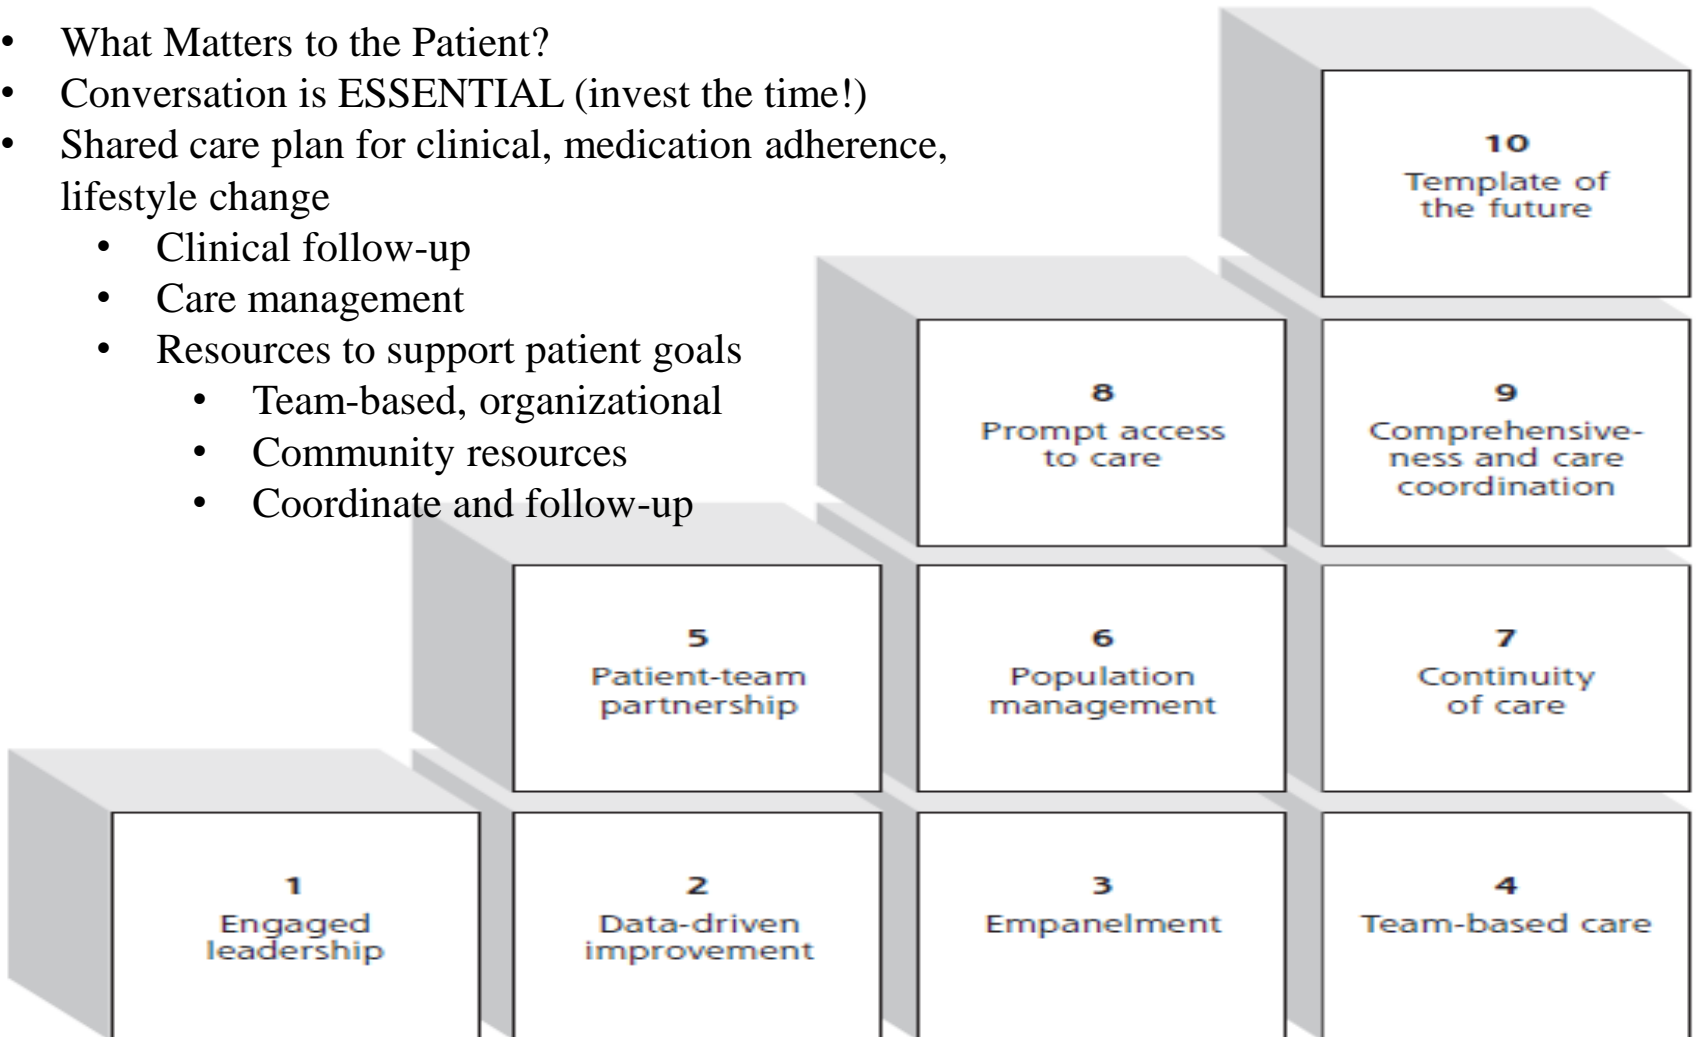 • What Matters to the Patient?
• Conversation is ESSENTIAL (invest the time!)
• Shared care plan for clinical, medication adherence,
lifestyle change
• Clinical follow-up
• Care management
• Resources to support patient goals
• Team-based, organizational
• Community resources
• Coordinate and follow-up
10
Template of
the future
8
Prompt access
to care
9
Comprehensive-
ness and care
coordination
5
Patient-team
partnership
6
Population
management
7
Continuity
of care
1
Engaged
leadership
2
Data-driven
improvement
3
Empanelment
4
Team-based care